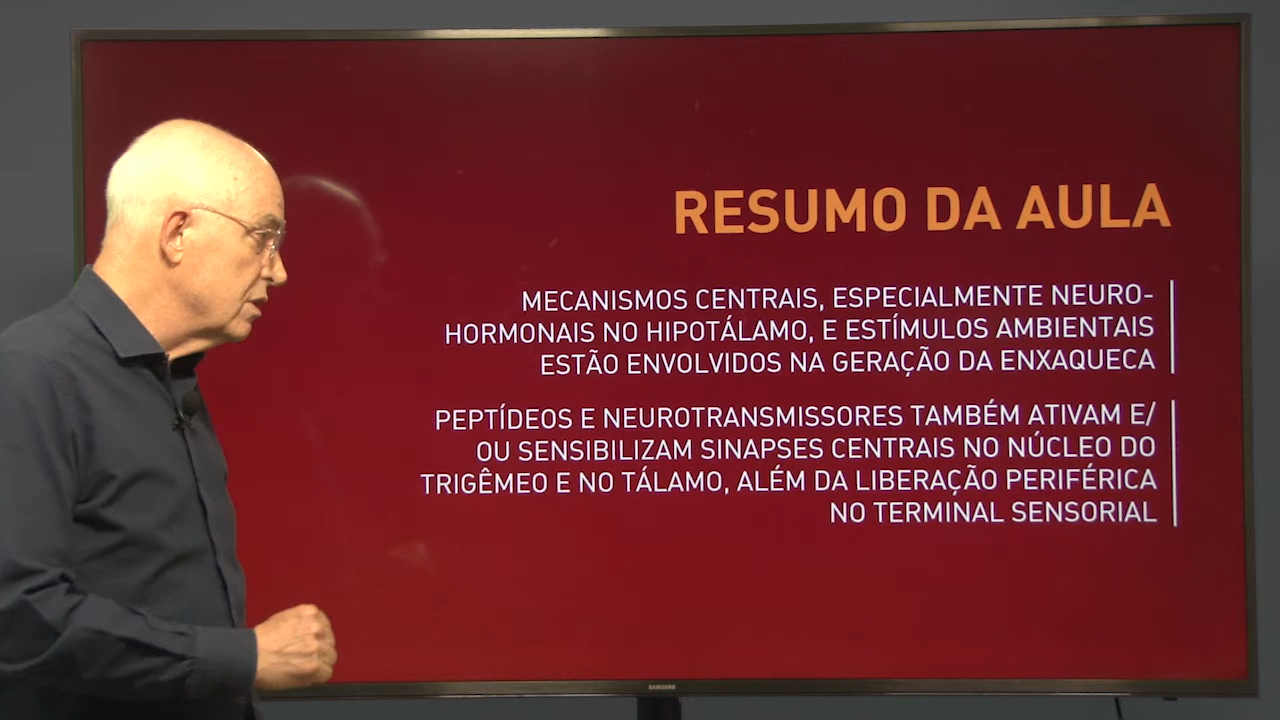 RESUMO DA AULA
MECANISMOS CENTRAIS, ESPECIALMENTE NEURO-
HORMONAIS NO HIPOTÁLAMO, E ESTÍMULOS AMBIENTAIS
ESTÃO ENVOLVIDOS NA GERAÇÃO DA ENXAQUECA
PEPTÍDEOS E NEUROTRANSMISSORES TAMBÉM ATIVAM E/
OU SENSIBILIZAM SINAPSES CENTRAIS NO NÚCLEO DO
TRIGÊMEO E NO TÁLAMO, ALÉM DA LIBERAÇÃO PERIFÉRICA
NO TERMINAL SENSORIAL
SAMSUNG